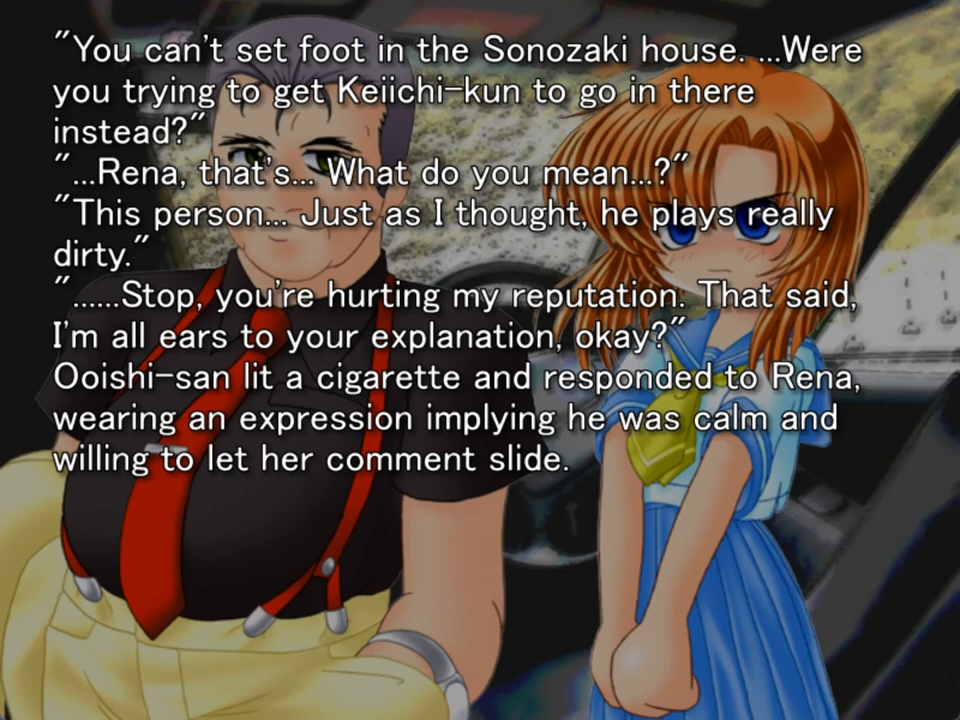 "You can't set foot in the Sonozaki house. ...Were
you trying to get Keiichi-kun to go in there
instead?"
"...Rena, that's... What do you mean...?"
"This person... Just as I thought, he plays really
dirty."
"......Stop, you're hurting my reputation. That said,
I'm all ears to your explanation, okay?"
Ooishi-san lit a cigarette and responded to Rena,
wearing an expression implying he was calm and
willing to let her comment slide.